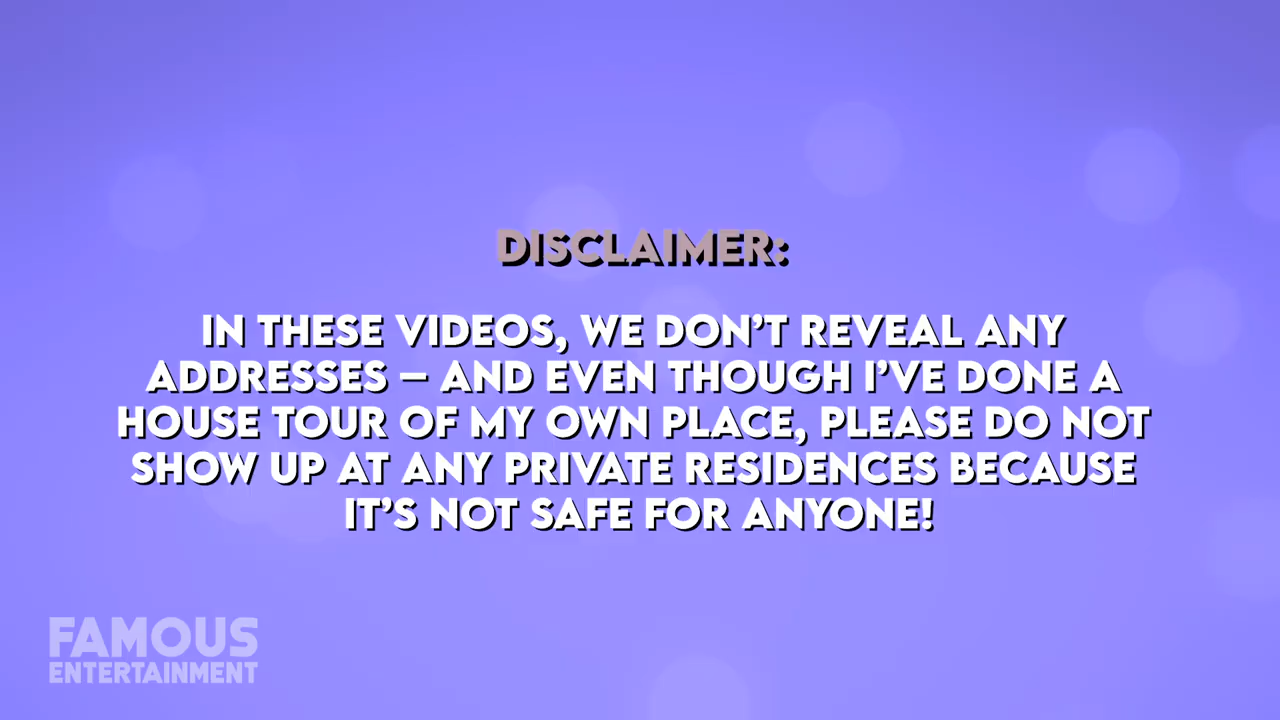 DISCLAIMER:
IN THESE VIDEOS, WE DON'T REVEAL ANY
ADDRESSES – AND EVEN THOUGH I'VE DONE A
HOUSE TOUR OF MY OWN PLACE, PLEASE DO NOT
SHOW UP AT ANY PRIVATE RESIDENCES BECAUSE
IT'S NOT SAFE FOR ANYONE!
FAMOUS
ENTERTAINMENT